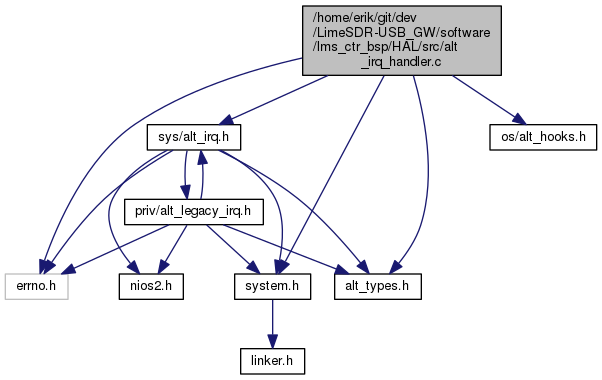 /home/erik/git/dev
/LimeSDR-USB_GW/software
/lms_ctr_bsp/HAL/src/alt
_irq_handler.c
sys/alt_irq.h
os/alt_hooks.h
priv/alt_legacy_irq.h
errno.h
nios2.h
system.h
alt_types.h
linker.h